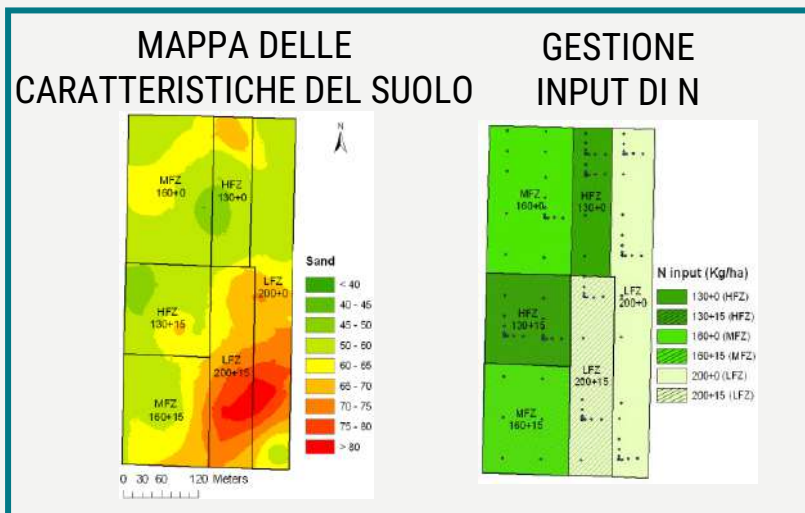 MAPPA DELLE
CARATTERISTICHE DEL SUOLO
GESTIONE
INPUT DI N
N
MFZ
160+0
HFZ
130+0
LFZ
200+0
HFZ
130+15
LFZ
200+15
MFZ
160+15
Sand
< 40
40 - 45
45 - 50
50 - 60
60 - 65
65 - 70
70 - 75
75 - 80
> 80
0 30 60 120 Meters
MFZ
160+0
HFZ
130+0
LFZ
200+0
HFZ
130+15
LFZ
200+15
MFZ
160+15
N input (Kg/ha)
130+0 (HFZ)
130+15 (HFZ)
160+0 (MFZ)
160+15 (MFZ)
200+0 (LFZ)
200+15 (LFZ)